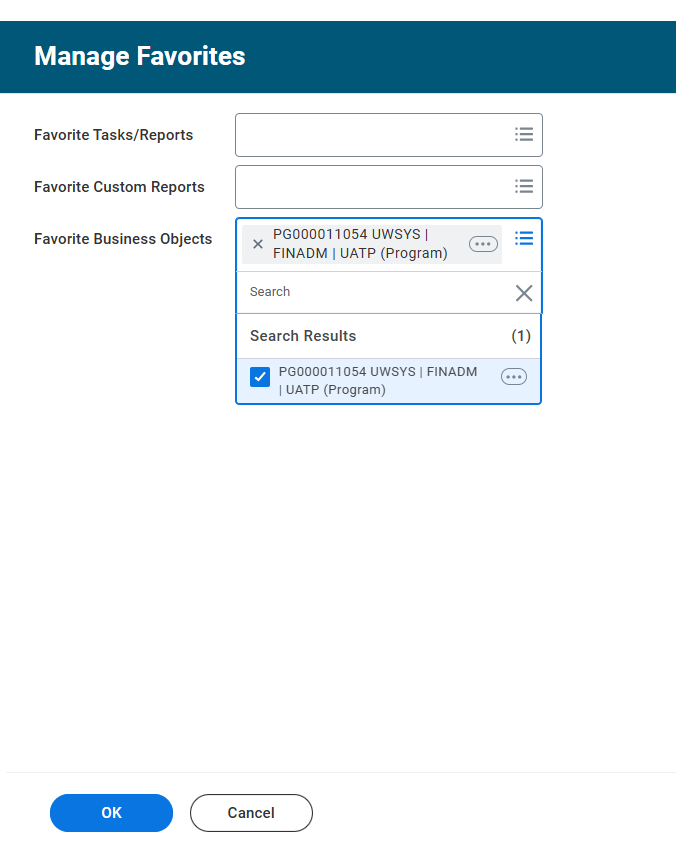 Manage Favorites
Favorite Tasks/Reports
Favorite Custom Reports
Favorite Business Objects
PG000011054 UWSYS |
FINADM | UATP (Program)
Search
Search Results (1)
PG000011054 UWSYS | FINADM
| UATP (Program)
OK Cancel